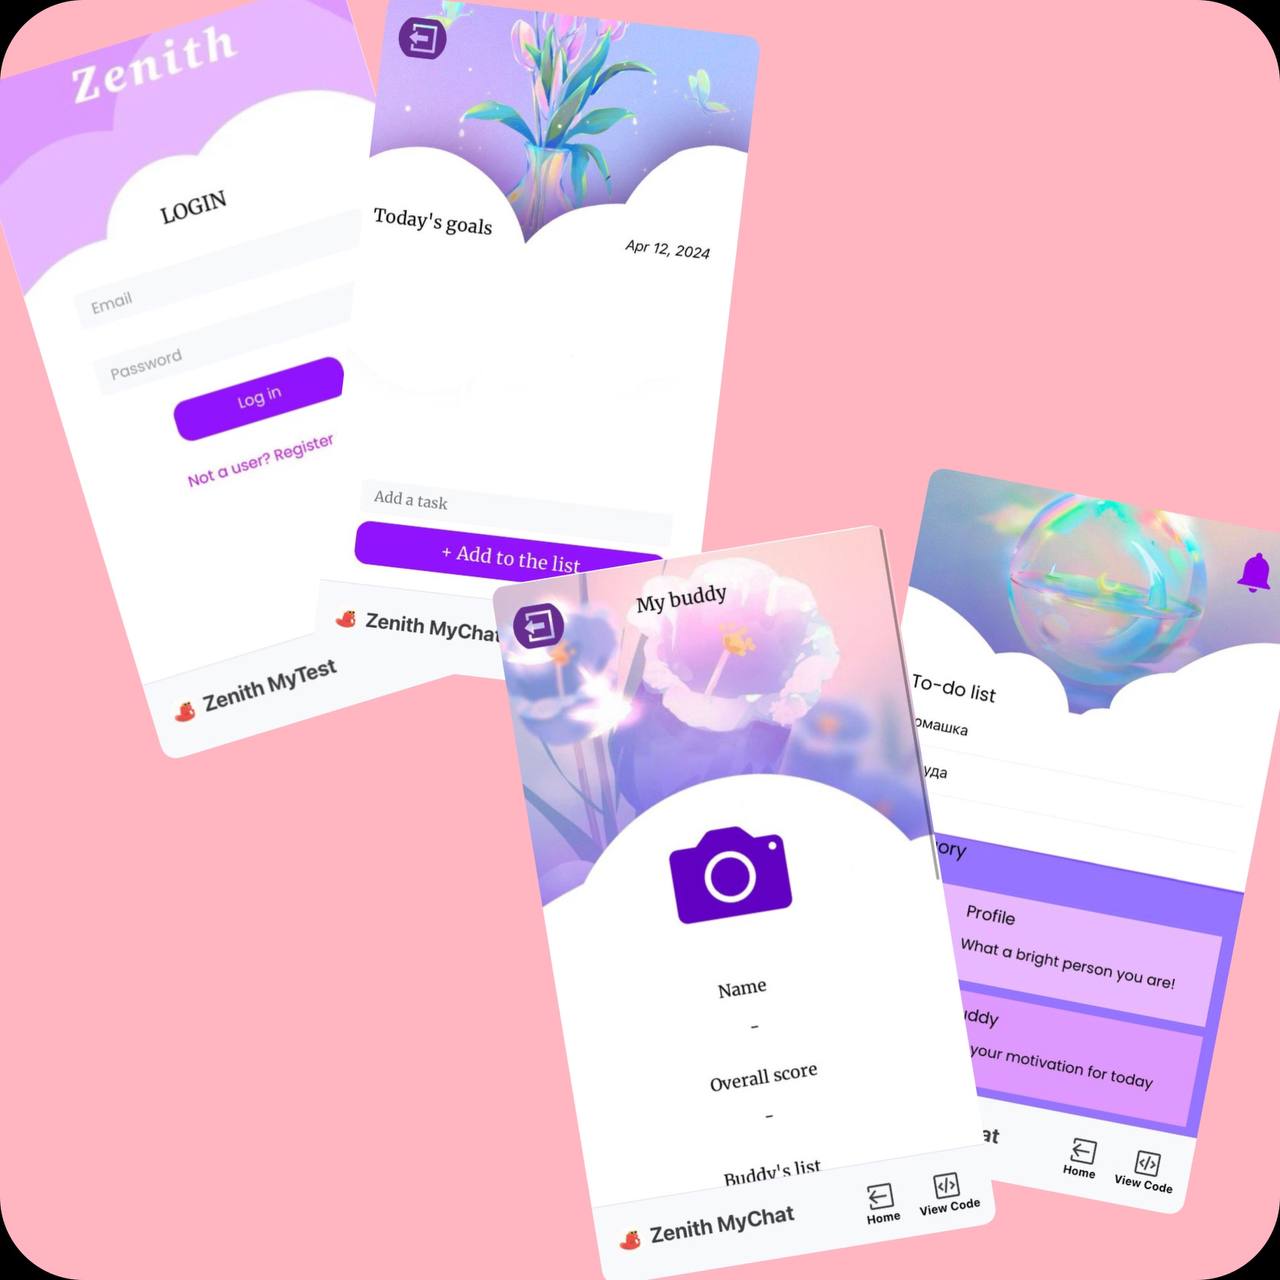 Zenith
LOGIN
Email
Password
Log in
Not a user? Register
Zenith MyTest
Today's goals
Apr 12, 2024
Add a task
+ Add to the list
Zenith MyChat
My buddy
Name
-
Overall score
-
Buddy's list
Zenith MyChat
Home
View Code
To-do list
омашка
уда
ory
Profile
What a bright person you are!
uddy
your motivation for today
at
Home
View Code